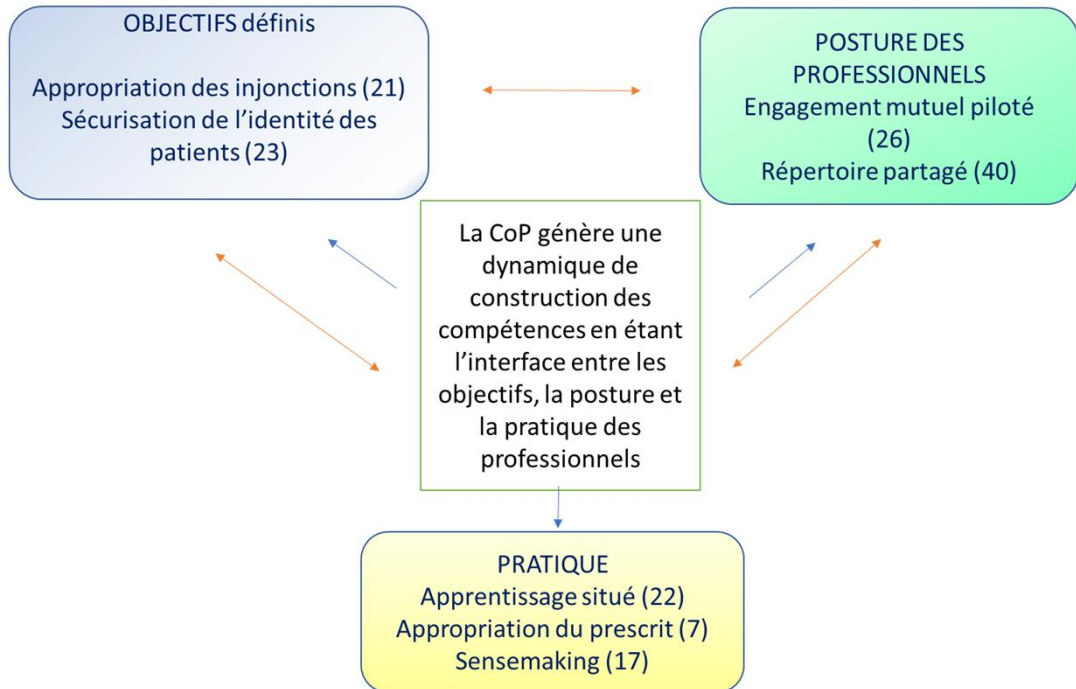 OBJECTIFS définis
Appropriation des injonctions (21)
Sécurisation de l’identité des
patients (23)
POSTURE DES
PROFESSIONNELS
Engagement mutuel piloté
(26)
Répertoire partagé (40)
La CoP génère une
dynamique de
construction des
compétences en étant
l’interface entre les
objectifs, la posture et
la pratique des
professionnels
PRATIQUE
Apprentissage situé (22)
Appropriation du prescrit (7)
Sensemaking (17)